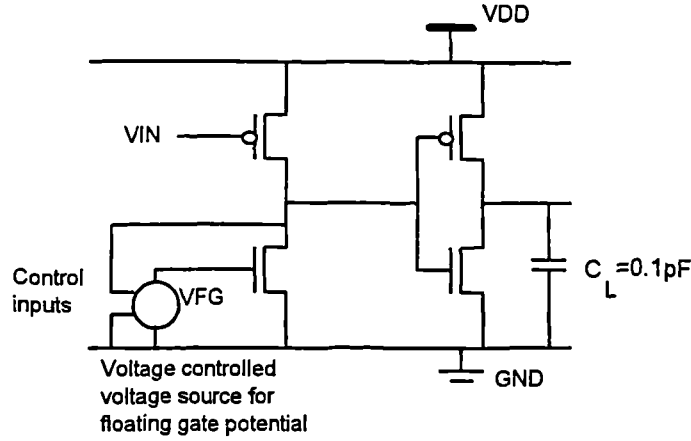 VDD
VIN
Control
inputs
VFG
C L =0.1pF
Voltage controlled
voltage source for
floating gate potential
GND